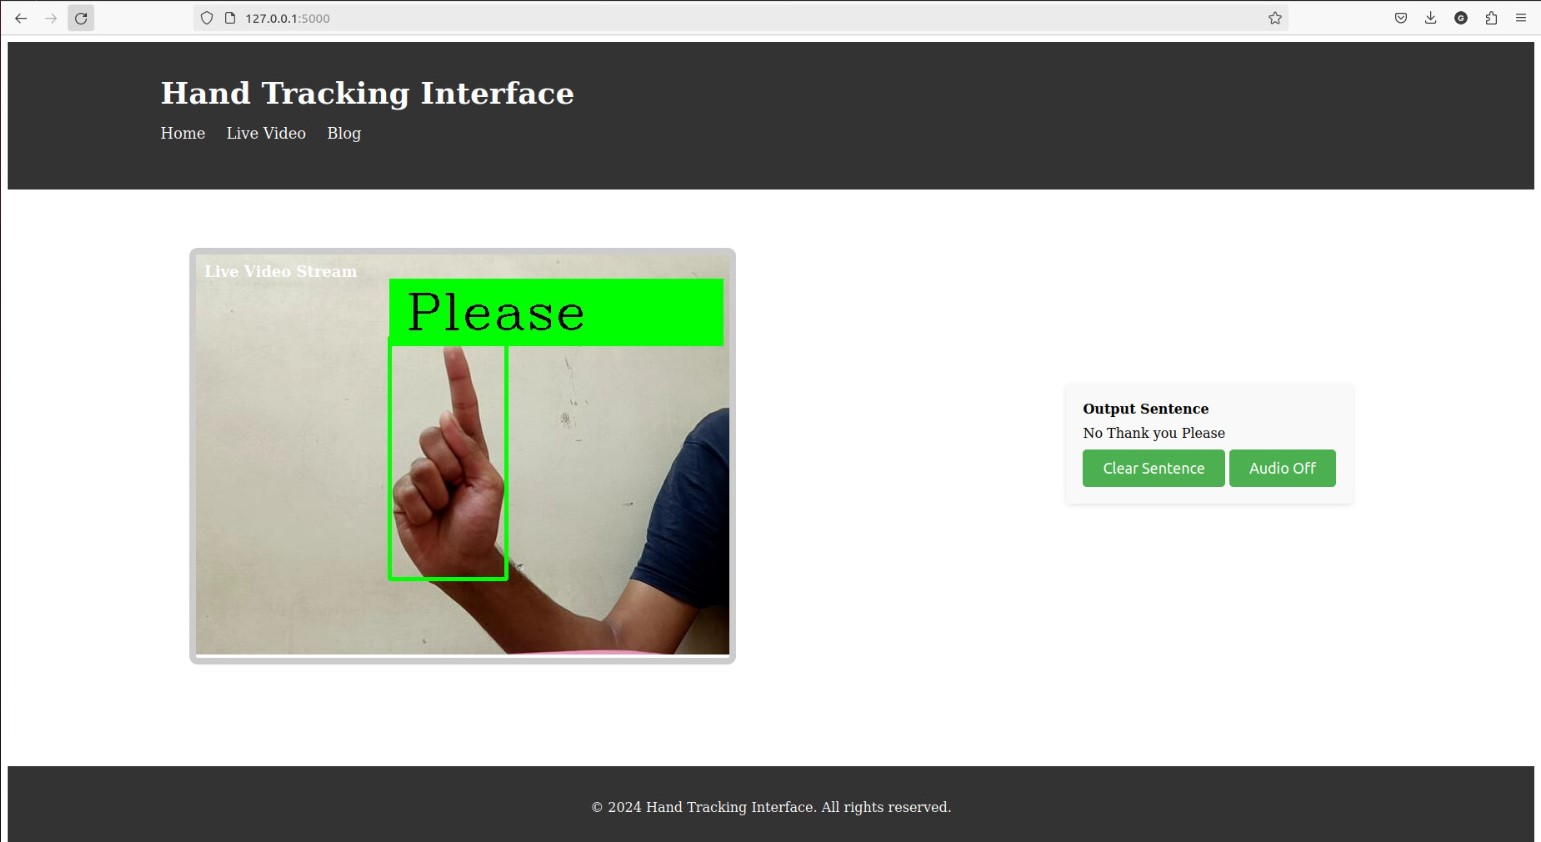 127.0.0.1:5000
Hand Tracking Interface
Home Live Video Blog
Live Video Stream
Please
Output Sentence
No Thank you Please
Clear Sentence Audio Off
© 2024 Hand Tracking Interface. All rights reserved.